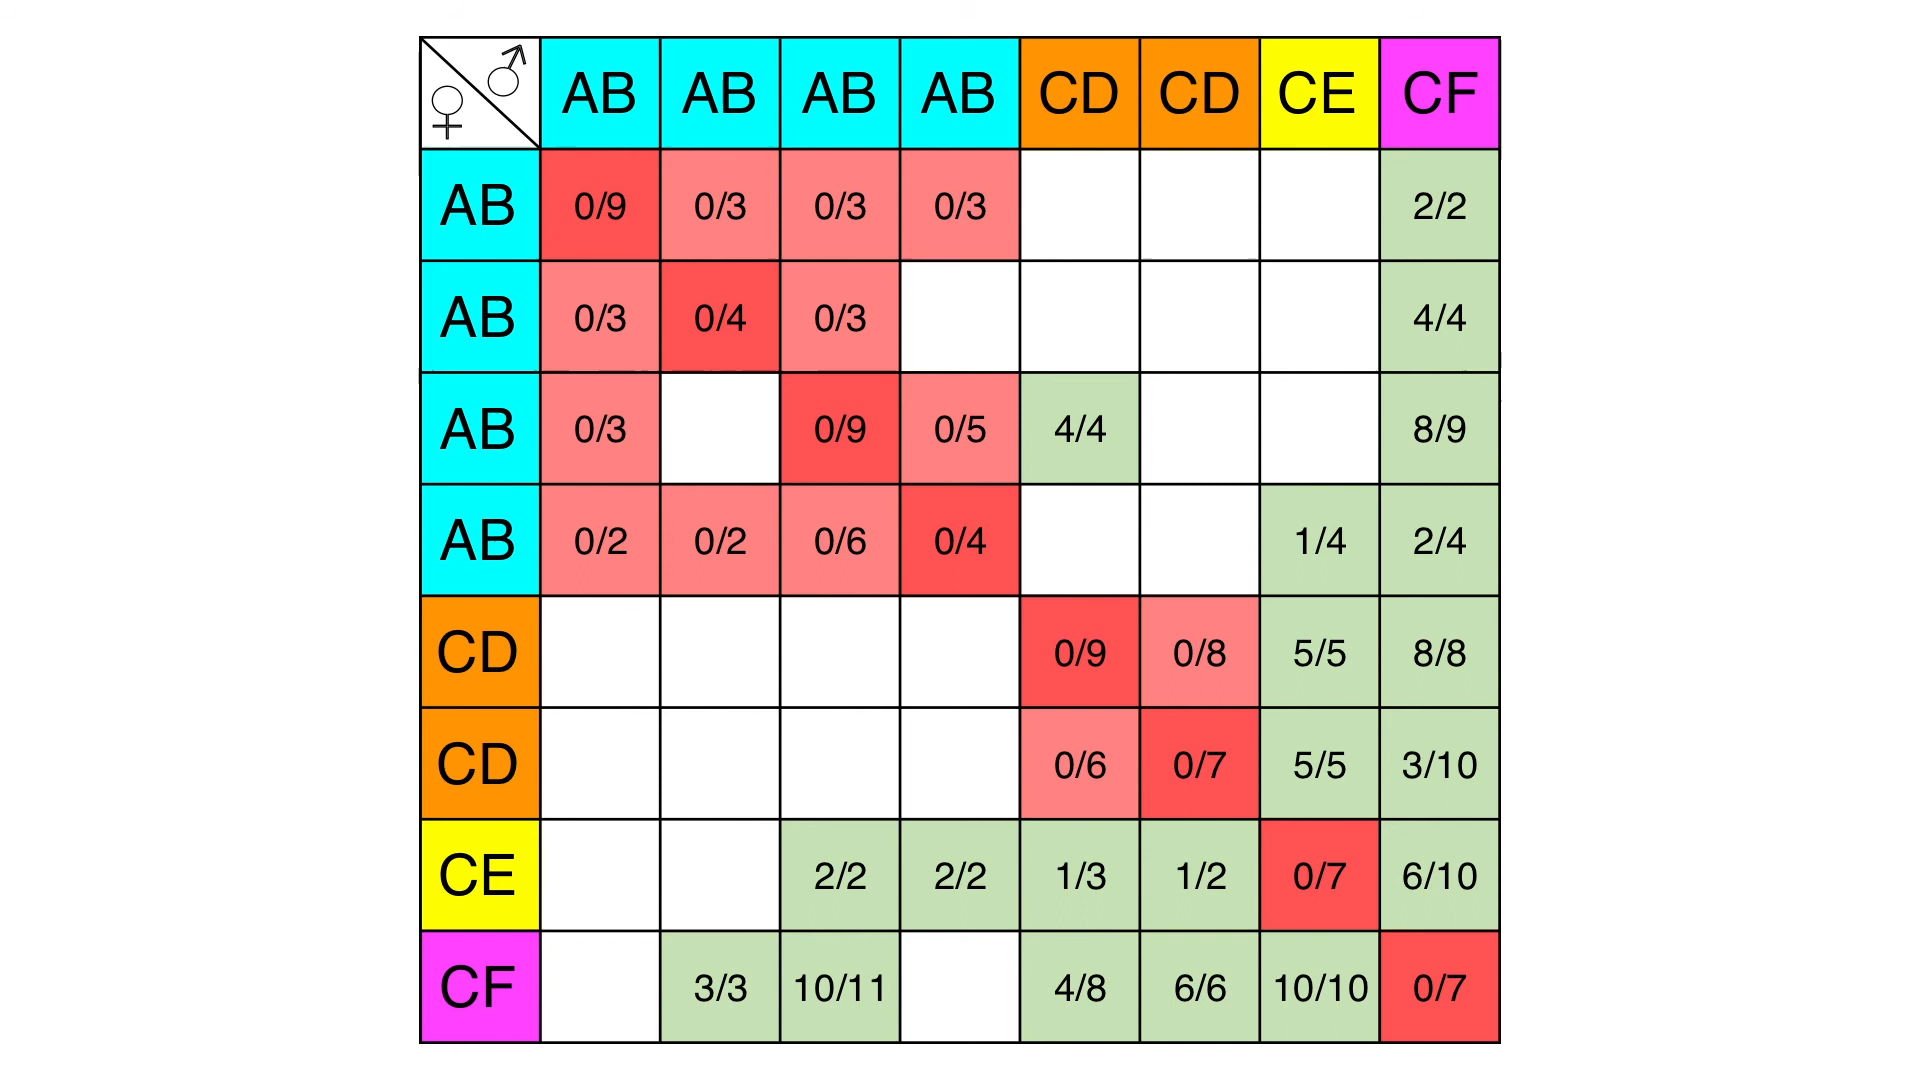 ♀ ♂ AB AB AB AB CD CD CE CF
AB 0/9 0/3 0/3 0/3 2/2
AB 0/3 0/4 0/3 4/4
AB 0/3 0/9 0/5 4/4 8/9
AB 0/2 0/2 0/6 0/4 1/4 2/4
CD 0/9 0/8 5/5 8/8
CD 0/6 0/7 5/5 3/10
CE 2/2 2/2 1/3 1/2 0/7 6/10
CF 3/3 10/11 4/8 6/6 10/10 0/7